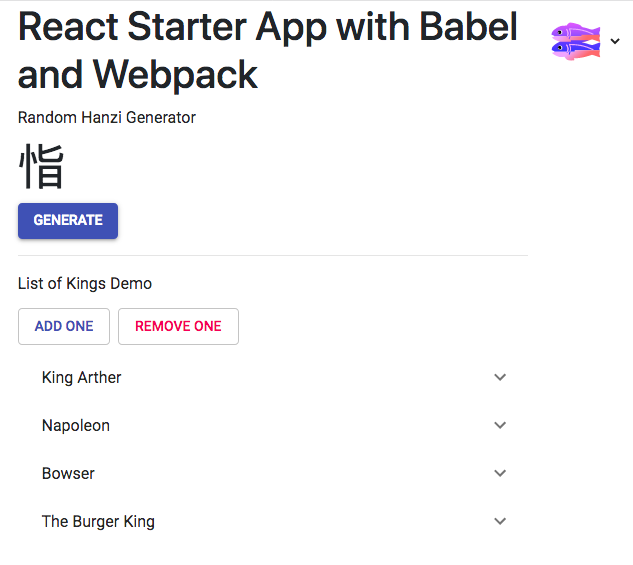 React Starter App with Babel
and Webpack
Random Hanzi Generator
恉
GENERATE
List of Kings Demo
ADD ONE
REMOVE ONE
King Arther
Napoleon
Bowser
The Burger King